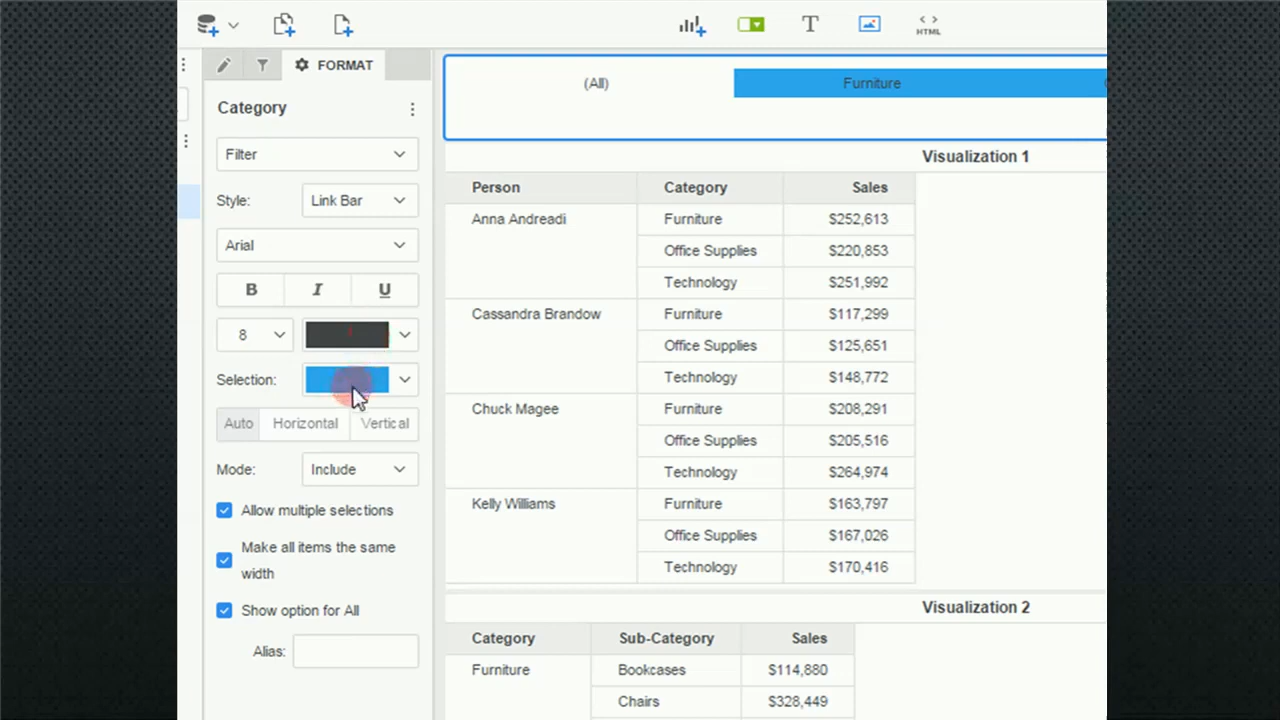 T
< >
HTML
FORMAT
Category
Filter
Style: Link Bar
Arial
B I U
8
Selection:
Auto Horizontal Vertical
Mode: Include
Allow multiple selections
Make all items the same
width
Show option for All
Alias:
(All) Furniture
Visualization 1
Person Category Sales
Anna Andreadi Furniture $252,613
Office Supplies $220,853
Technology $251,992
Cassandra Brandow Furniture $117,299
Office Supplies $125,651
Technology $148,772
Chuck Magee Furniture $208,291
Office Supplies $205,516
Technology $264,974
Kelly Williams Furniture $163,797
Office Supplies $167,026
Technology $170,416
Visualization 2
Category Sub-Category Sales
Furniture Bookcases $114,880
Chairs $328,449